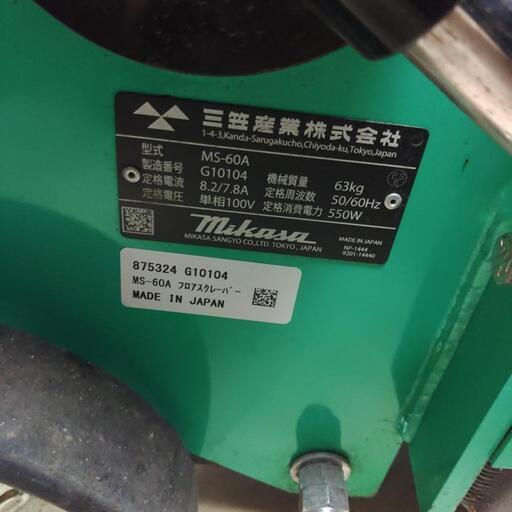 三笠産業株式会社
1-4-3,Kanda-Sarugakucho,Chiyoda-ku,Tokyo,Japan
型式 MS-60A
製造番号 G10104 機械質量 63kg
定格電流 8.2/7.8A 定格周波数 50/60Hz
定格電圧 単相100V 定格消費電力 550W
mikasa
MIKASA SANGYO CO.,LTD. TOKYO, JAPAN
MADE IN JAPAN
NP-1444
9201-14440
875324 G10104
MS-60A フロアスクレーパー
MADE IN JAPAN